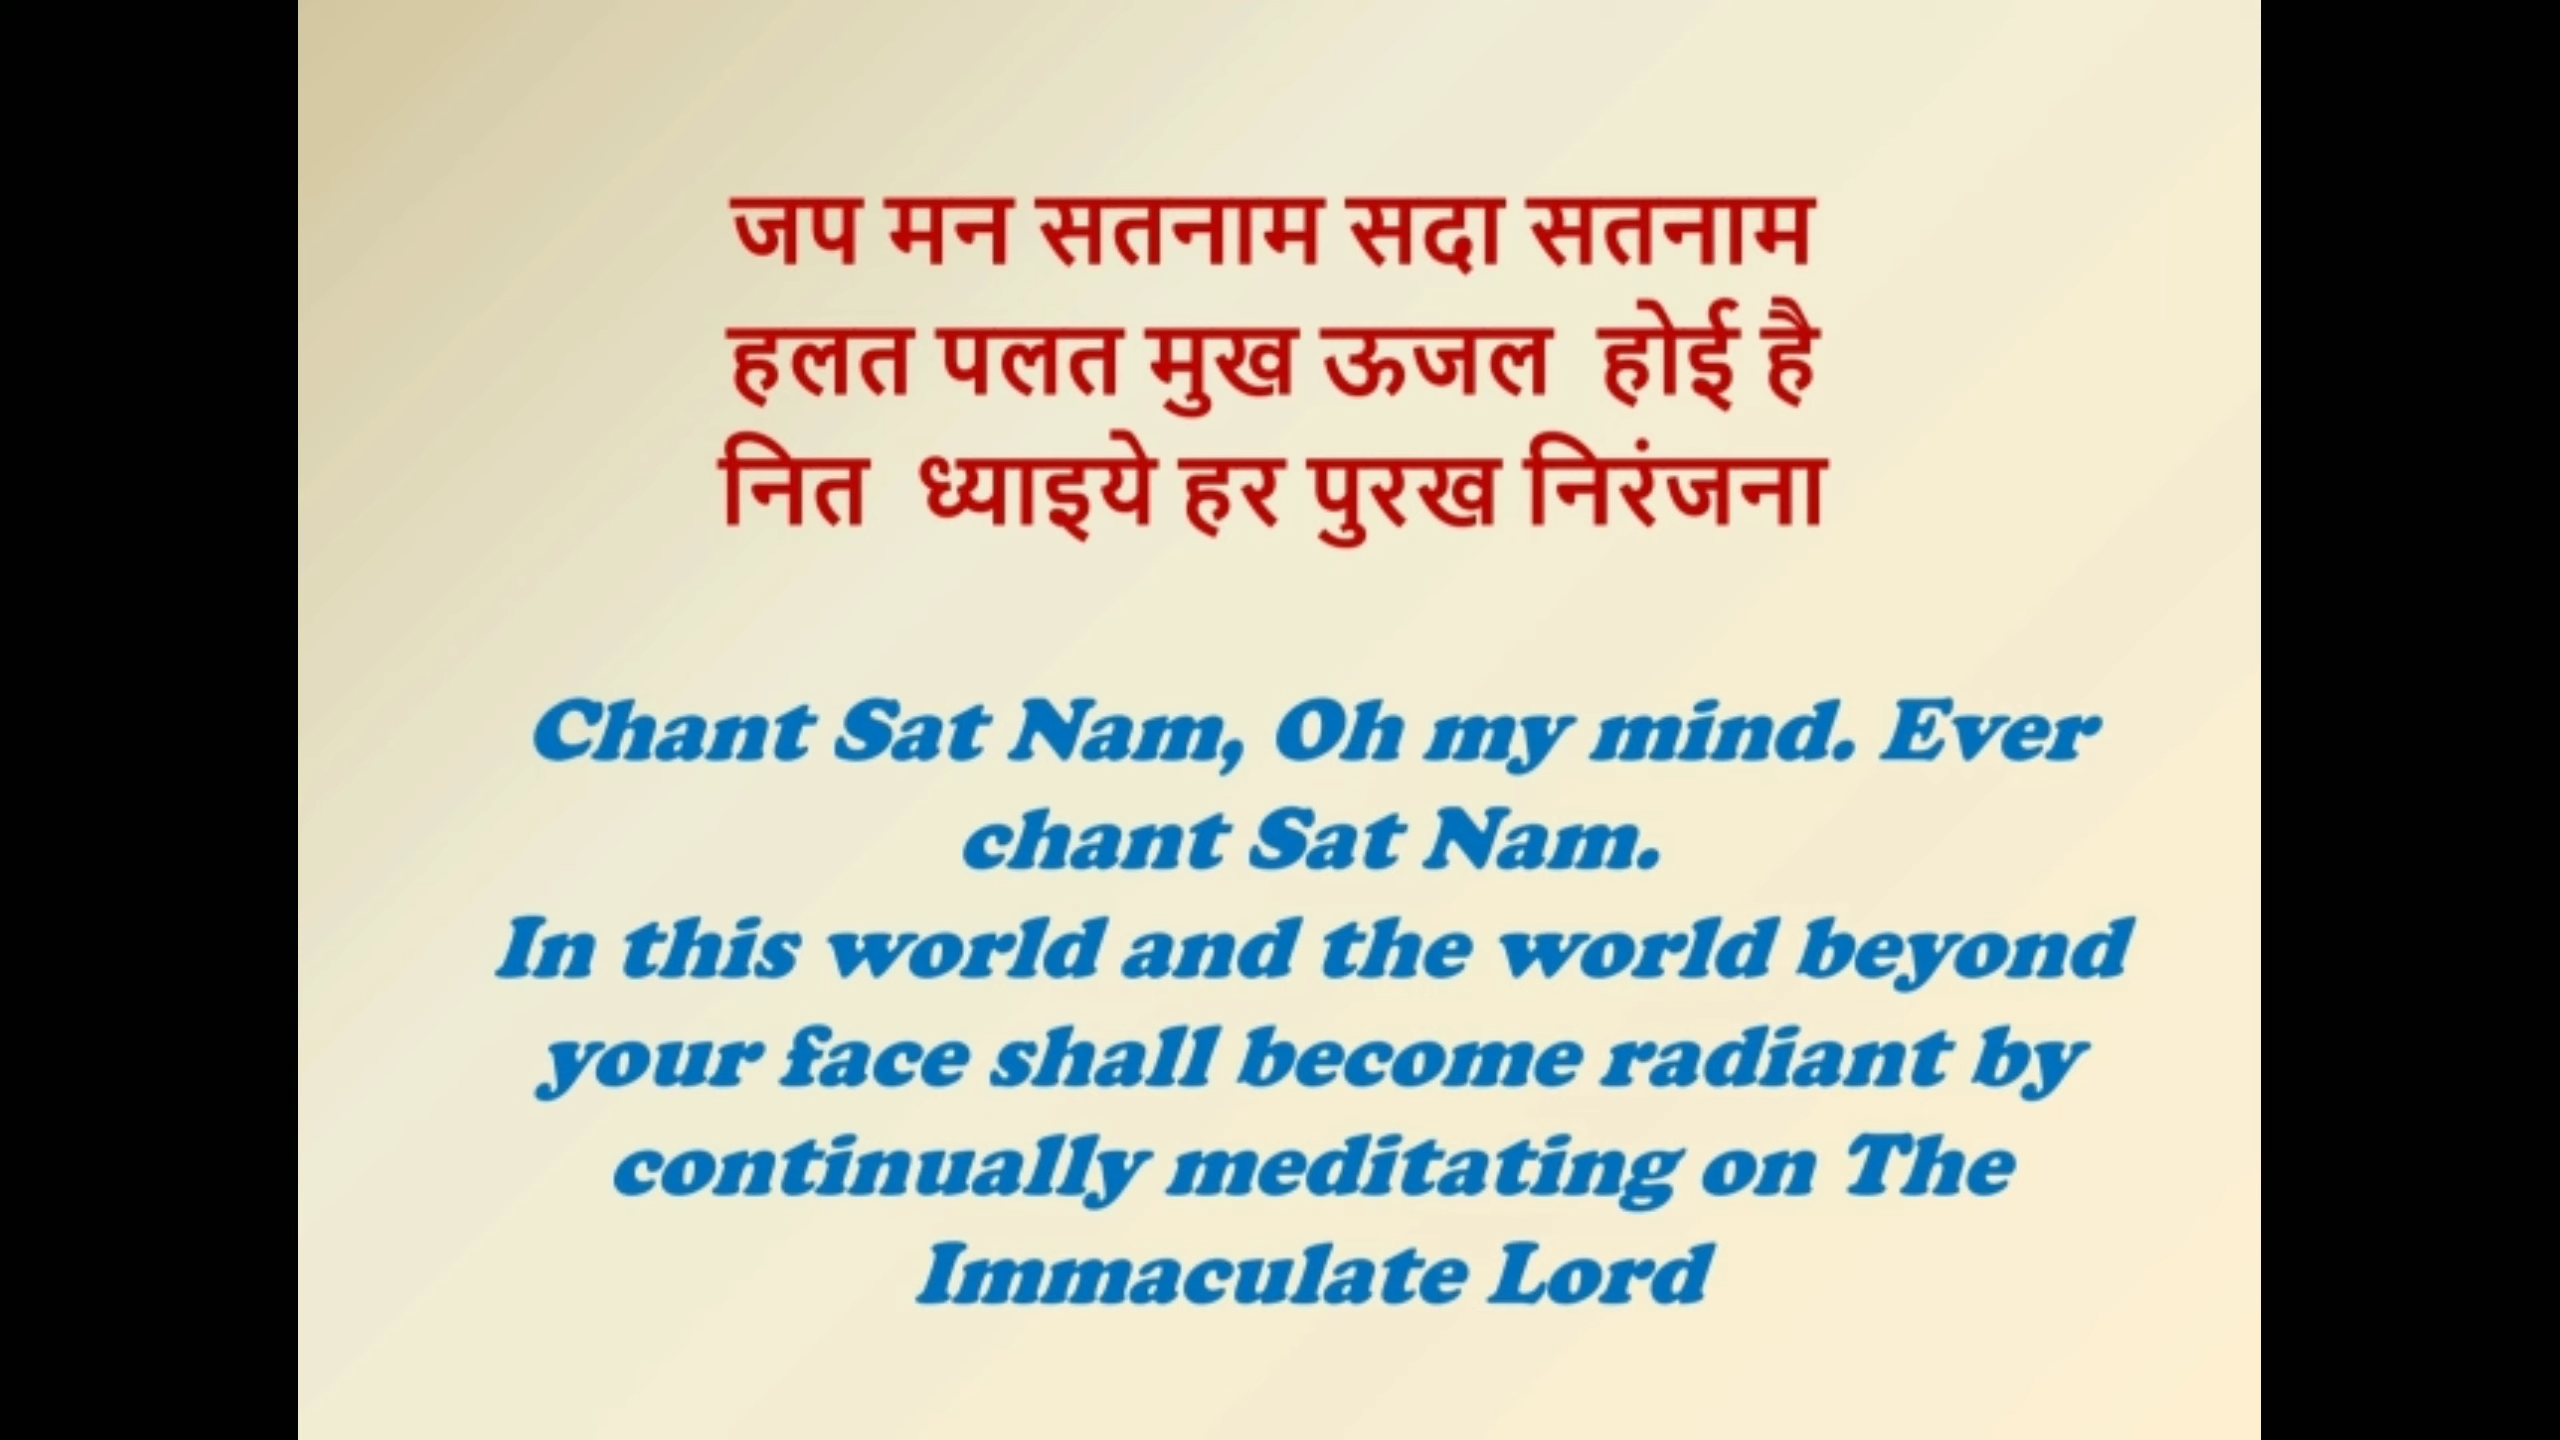 जप मन सतनाम सदा सतनाम
हलत पलत मुख ऊजल होई है
नित ध्याइये हर पुरख निरंजना
Chant Sat Nam, Oh my mind. Ever
chant Sat Nam.
In this world and the world beyond
your face shall become radiant by
continually meditating on The
Immaculate Lord